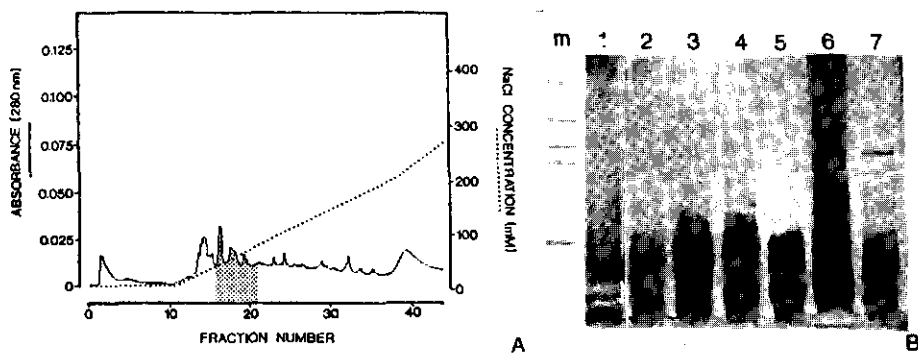 ABSORBANCE [280 nm]
0.125
0.100
0.075
0.050
0.025
0
0 10 20 30 40
FRACTION NUMBER
400
300
200
100
0
NaCl CONCENTRATION (mM)
A
m 1 2 3 4 5 6 7
B